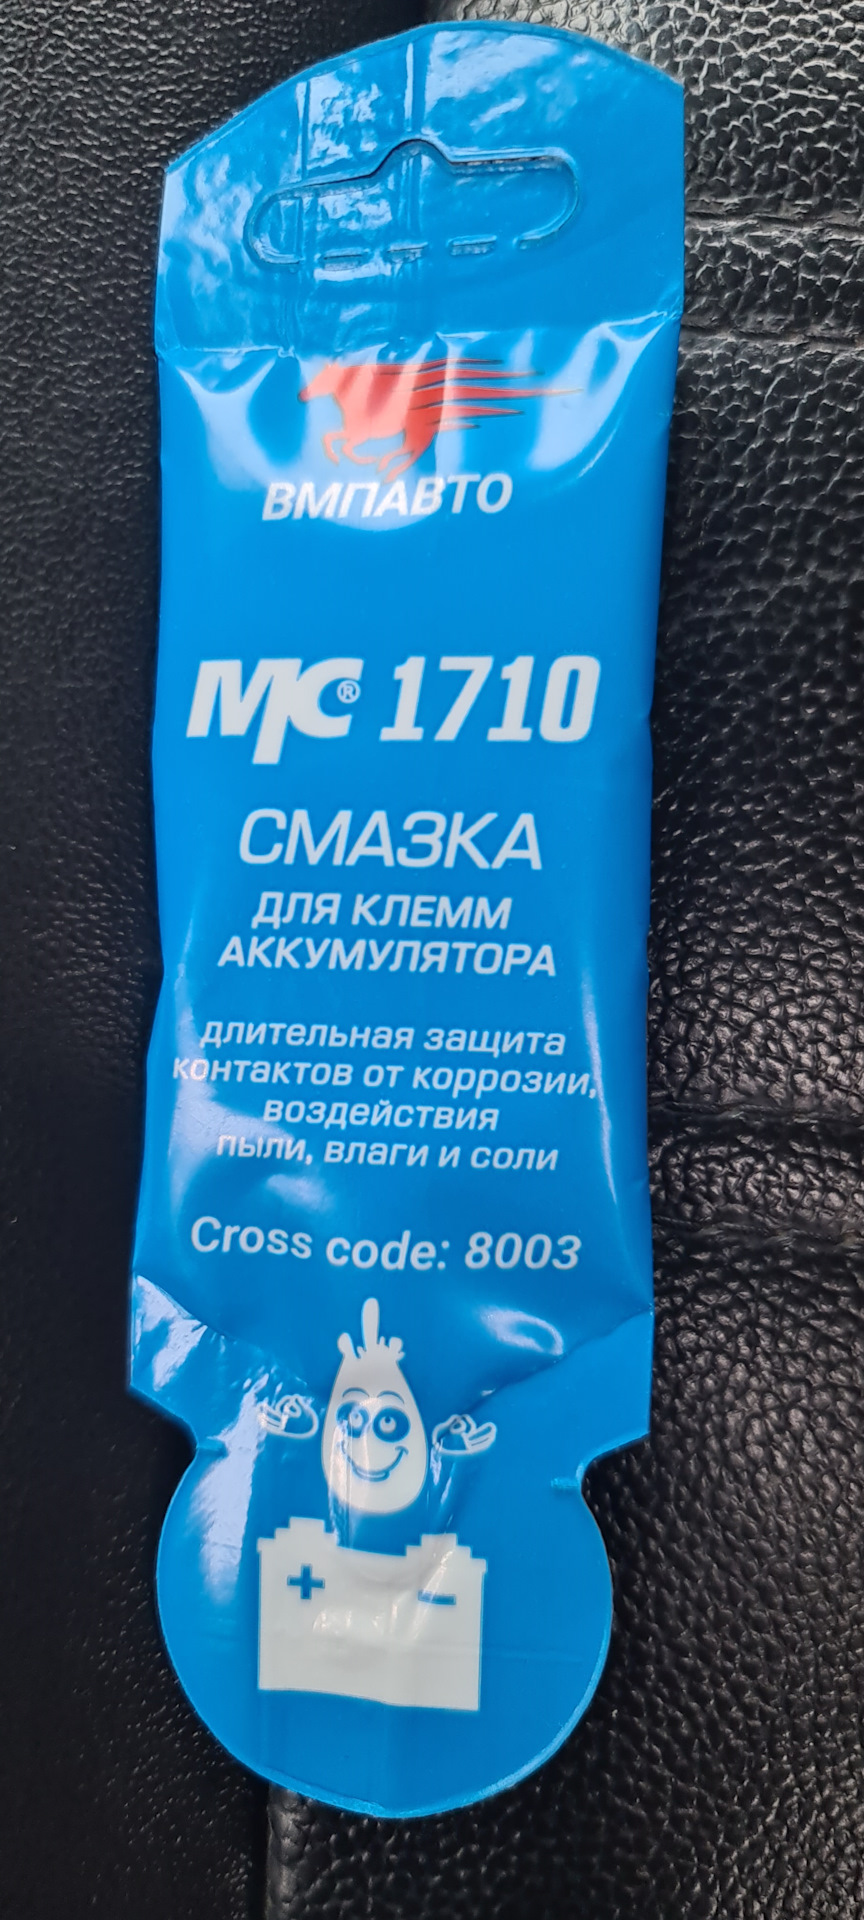 ВМПАВТО
МС® 1710
СМАЗКА
ДЛЯ КЛЕММ
АККУМУЛЯТОРА
длительная защита
контактов от коррозии,
воздействия
пыли, влаги и соли
Cross code: 8003
+ -